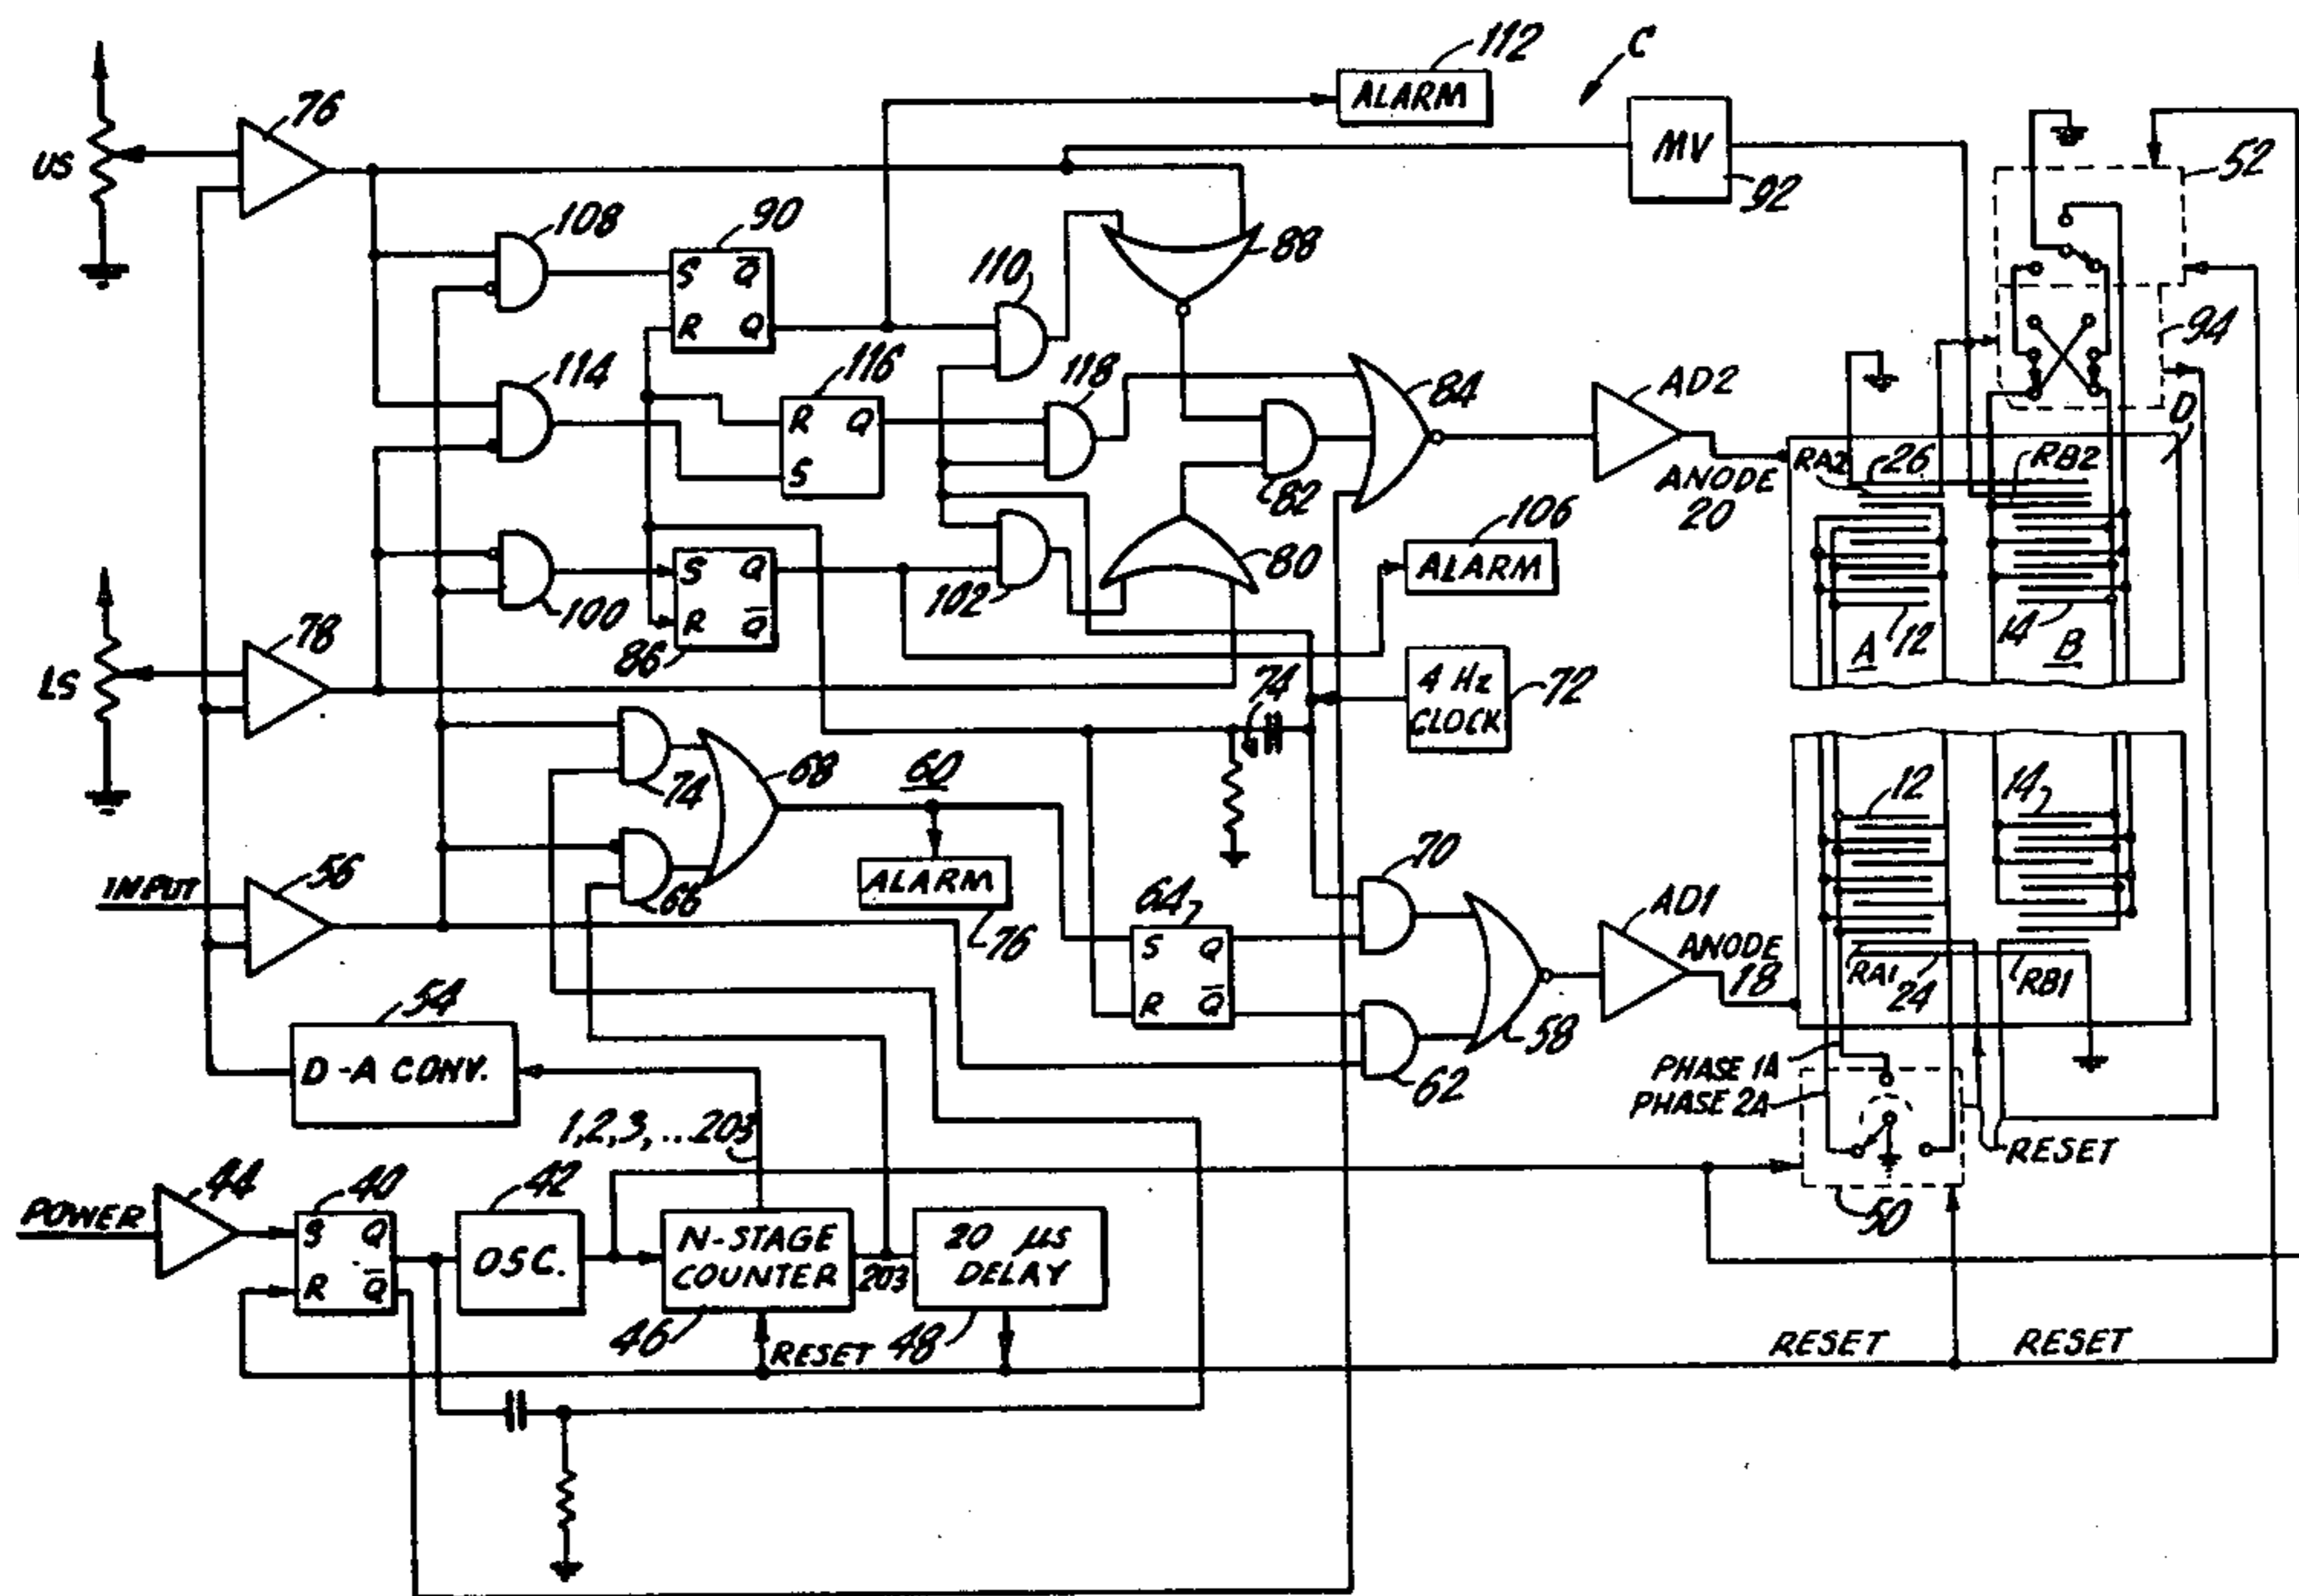 112
C
ALARM
76
US
MV
92
52
108
90
S Q̅
R Q
110
88
94
114
116
R Q
S
118
84
AD2
D
82
ANODE
20
RA2
26
RB2
106
ALARM
80
100
S Q
R Q̅
86
102
12
A
14
B
LS
78
74
4 Hz
CLOCK
72
74
68
60
12
14
INPUT
56
66
ALARM
76
70
64
S Q
R Q̅
AD1
ANODE
18
RA1
24
RB1
58
62
54
D-A CONV.
PHASE 1A
PHASE 2A
1,2,3,...203
RESET
50
44
POWER
40
S Q
R Q̅
42
OSC.
N-STAGE
COUNTER
203
20 μs
DELAY
46
RESET
48
RESET
RESET